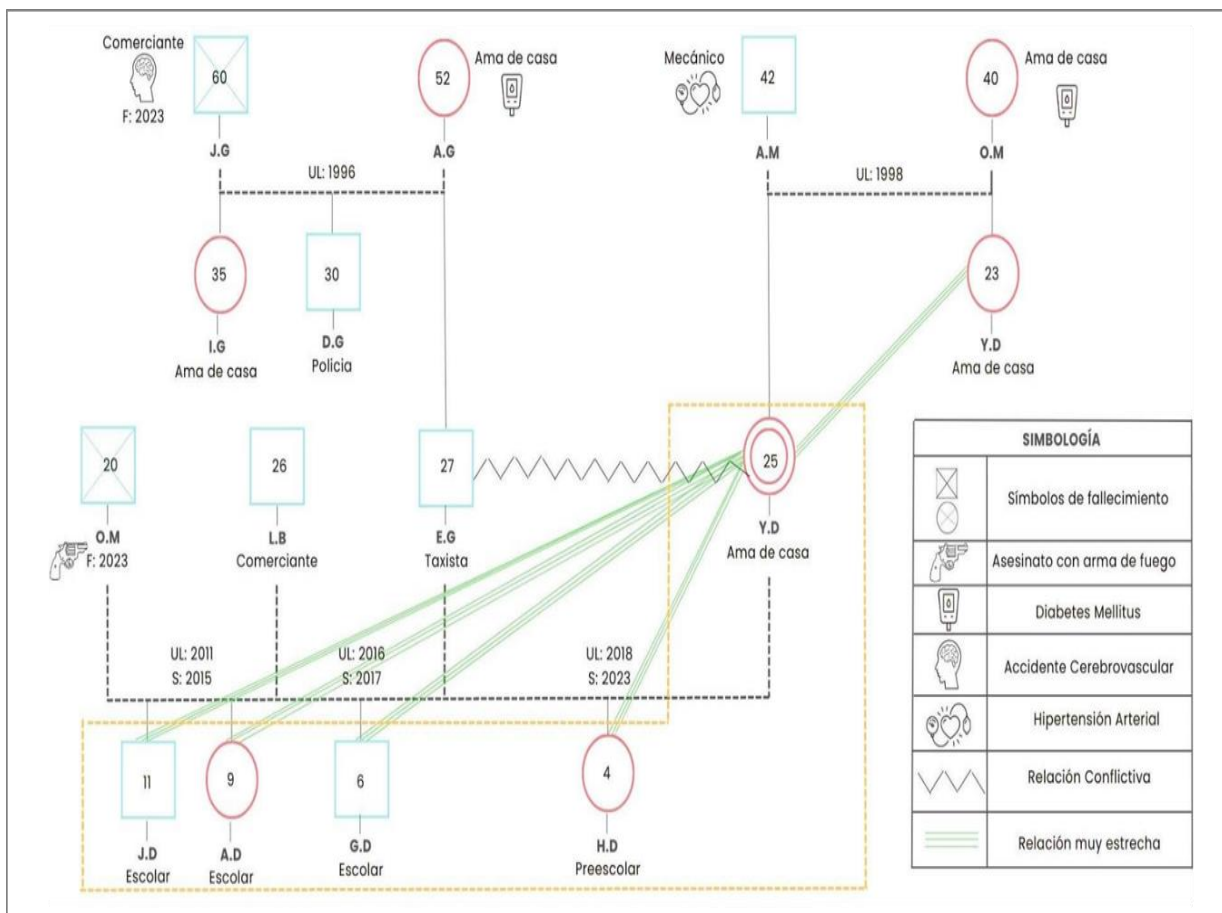 Comerciante
60
F: 2023
J.G
52
Ama de casa
A.G
UL: 1996
Mecánico
42
A.M
40
Ama de casa
O.M
UL: 1998
35
I.G
Ama de casa
30
D.G
Policia
23
Y.D
Ama de casa
20
O.M
F: 2023
26
L.B
Comerciante
27
E.G
Taxista
25
Y.D
Ama de casa
UL: 2011
S: 2015
UL: 2016
S: 2017
UL: 2018
S: 2023
11
J.D
Escolar
9
A.D
Escolar
6
G.D
Escolar
4
H.D
Preescolar
SIMBOLOGÍA
Símbolos de fallecimiento
Asesinato con arma de fuego
Diabetes Mellitus
Accidente Cerebrovascular
Hipertensión Arterial
Relación Conflictiva
Relación muy estrecha